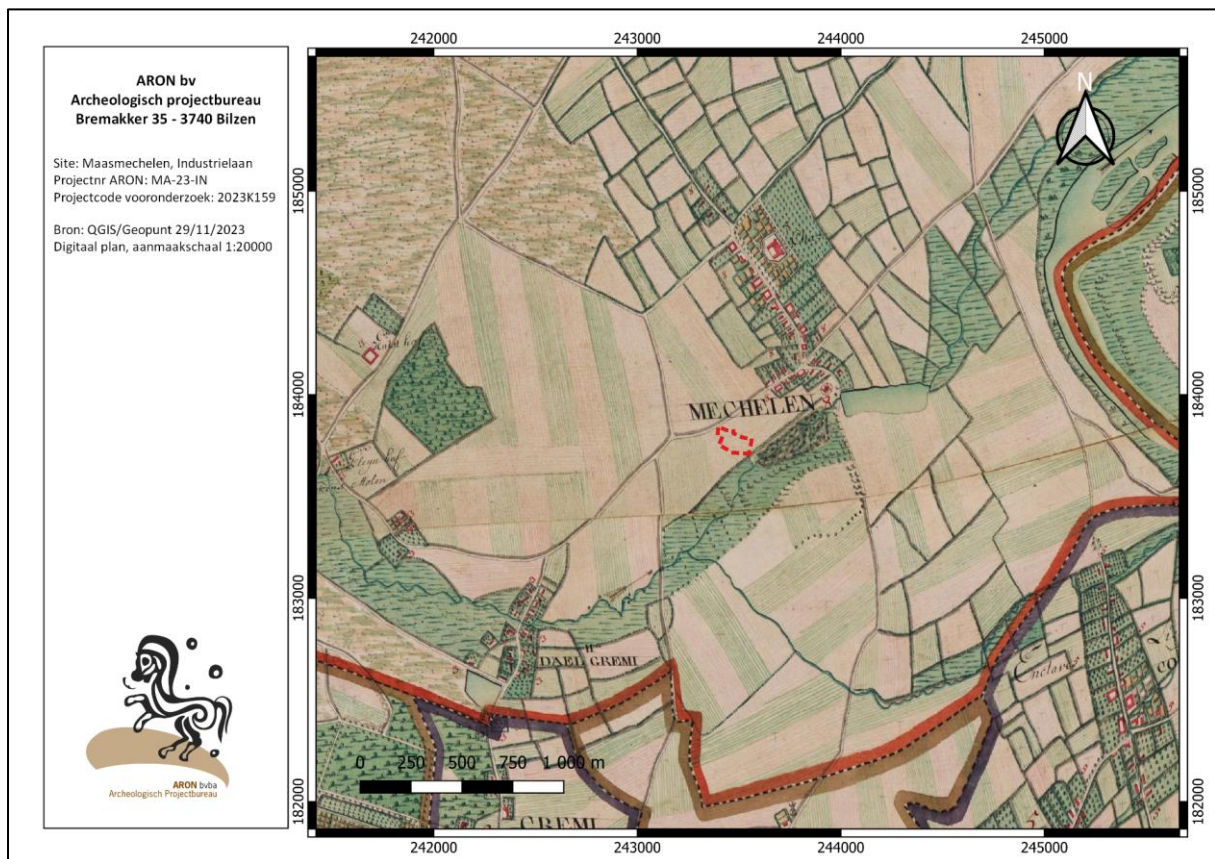 ARON bv
Archeologisch projectbureau
Bremakker 35 - 3740 Bilzen
Site: Maasmechelen, Industrielaan
Projectnr ARON: MA-23-IN
Projectcode vooronderzoek: 2023K159
Bron: QGIS/Geopunt 29/11/2023
Digitaal plan, aanmaakschaal 1:20000
ARON bvba
Archeologisch Projectbureau
242000
243000
244000
245000
185000
184000
183000
182000
185000
184000
183000
182000
N
MECHELEN
H
DAEL GREMI
Enclaves
CO
GREMI
0 250 500 750 1 000 m
242000
243000
244000
245000